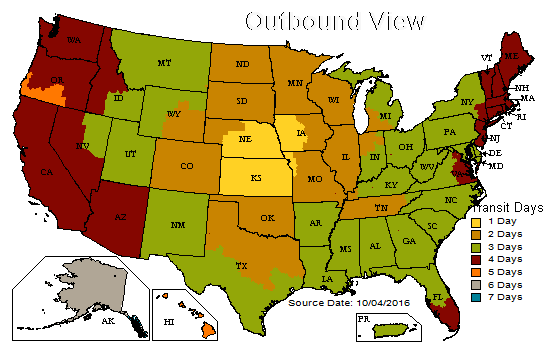 Outbound View
WA
MT
ND
MN
OR
ID
SD
WI
MI
NY
VT
ME
NH
MA
RI
CT
WY
NE
IA
PA
NJ
NV
UT
CO
KS
MO
IL
IN
OH
WV
VA
DE
MD
CA
AZ
NM
OK
AR
KY
TN
NC
SC
TX
LA
MS
AL
GA
FL
AK
HI
PR
Transit Days
1 Day
2 Days
3 Days
4 Days
5 Days
6 Days
7 Days
Source Date: 10/04/2016